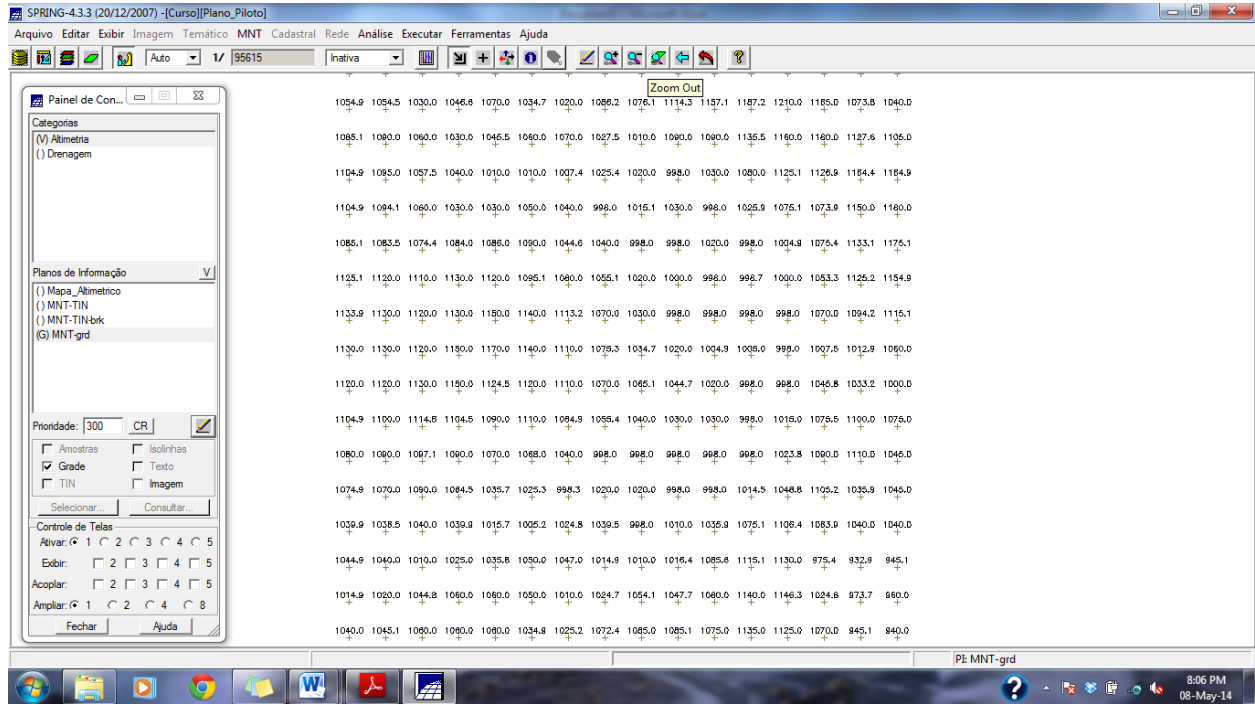 SPRING-4.3.3 (20/12/2007) -[Curso][Plano_Piloto]
Arquivo Editar Exibir Imagem Temático MNT Cadastral Rede Análise Executar Ferramentas Ajuda
Auto 1/ 95615 Inativa
Zoom Out
Painel de Con...
Categorias
(V) Altimetria
( ) Drenagem
Planos de Informação V
( ) Mapa_Altimetrico
( ) MNT-TIN
( ) MNT-TIN-brk
(G) MNT-grd
Prioridade: 300 CR
Amostras Isolinhas
Grade Texto
TIN Imagem
Selecionar... Consultar...
Controle de Telas
Ativar: 1 2 3 4 5
Exibir: 2 3 4 5
Acoplar: 2 3 4 5
Ampliar: 1 2 4 8
Fechar Ajuda
1054.9 1054.5 1030.0 1046.8 1070.0 1034.7 1020.0 1086.2 1076.1 1114.3 1157.1 1187.2 1210.0 1185.0 1073.8 1040.0
1085.1 1090.0 1060.0 1030.0 1045.5 1060.0 1070.0 1027.5 1010.0 1090.0 1090.0 1135.5 1160.0 1180.0 1127.6 1105.0
1104.9 1095.0 1057.5 1040.0 1010.0 1010.0 1007.4 1025.4 1020.0 998.0 1030.0 1080.0 1125.1 1126.9 1184.4 1184.9
1104.9 1094.1 1060.0 1030.0 1030.0 1050.0 1040.0 998.0 1015.1 1030.0 998.0 1025.9 1075.1 1073.9 1150.0 1180.0
1085.1 1083.5 1074.4 1084.0 1086.0 1090.0 1044.6 1040.0 998.0 998.0 1020.0 998.0 1004.9 1075.4 1133.1 1175.1
1125.1 1120.0 1110.0 1130.0 1120.0 1095.1 1080.0 1055.1 1020.0 1000.0 998.0 998.7 1000.0 1053.3 1125.2 1154.9
1133.9 1130.0 1120.0 1130.0 1150.0 1140.0 1113.2 1070.0 1030.0 998.0 998.0 998.0 998.0 1070.0 1094.2 1115.1
1130.0 1130.0 1120.0 1150.0 1170.0 1140.0 1110.0 1075.3 1034.7 1020.0 1004.9 1005.0 998.0 1007.5 1012.9 1060.0
1120.0 1120.0 1130.0 1150.0 1124.5 1120.0 1110.0 1070.0 1065.1 1044.7 1020.0 998.0 998.0 1045.8 1033.2 1000.0
1104.9 1100.0 1114.8 1104.5 1090.0 1110.0 1084.9 1055.4 1040.0 1030.0 1030.0 998.0 1015.0 1075.5 1100.0 1075.0
1080.0 1090.0 1097.1 1090.0 1070.0 1068.0 1040.0 998.0 998.0 998.0 998.0 998.0 1023.8 1090.0 1110.0 1045.0
1074.9 1070.0 1090.0 1084.5 1035.7 1025.3 998.3 1020.0 1020.0 998.0 998.0 1014.5 1048.8 1105.2 1035.9 1045.0
1039.9 1038.5 1040.0 1039.9 1015.7 1005.2 1024.8 1039.5 998.0 1010.0 1035.9 1075.1 1106.4 1083.9 1040.0 1040.0
1044.9 1040.0 1010.0 1025.0 1035.8 1050.0 1047.0 1014.9 1010.0 1016.4 1085.6 1115.1 1130.0 975.4 932.9 945.1
1014.9 1020.0 1044.8 1060.0 1060.0 1050.0 1010.0 1024.7 1054.1 1047.7 1080.0 1140.0 1146.3 1024.8 973.7 960.0
1040.0 1045.1 1060.0 1060.0 1060.0 1034.9 1025.2 1072.4 1085.0 1085.1 1075.0 1135.0 1125.0 1070.0 945.1 940.0
PI: MNT-grd
8:06 PM
08-May-14